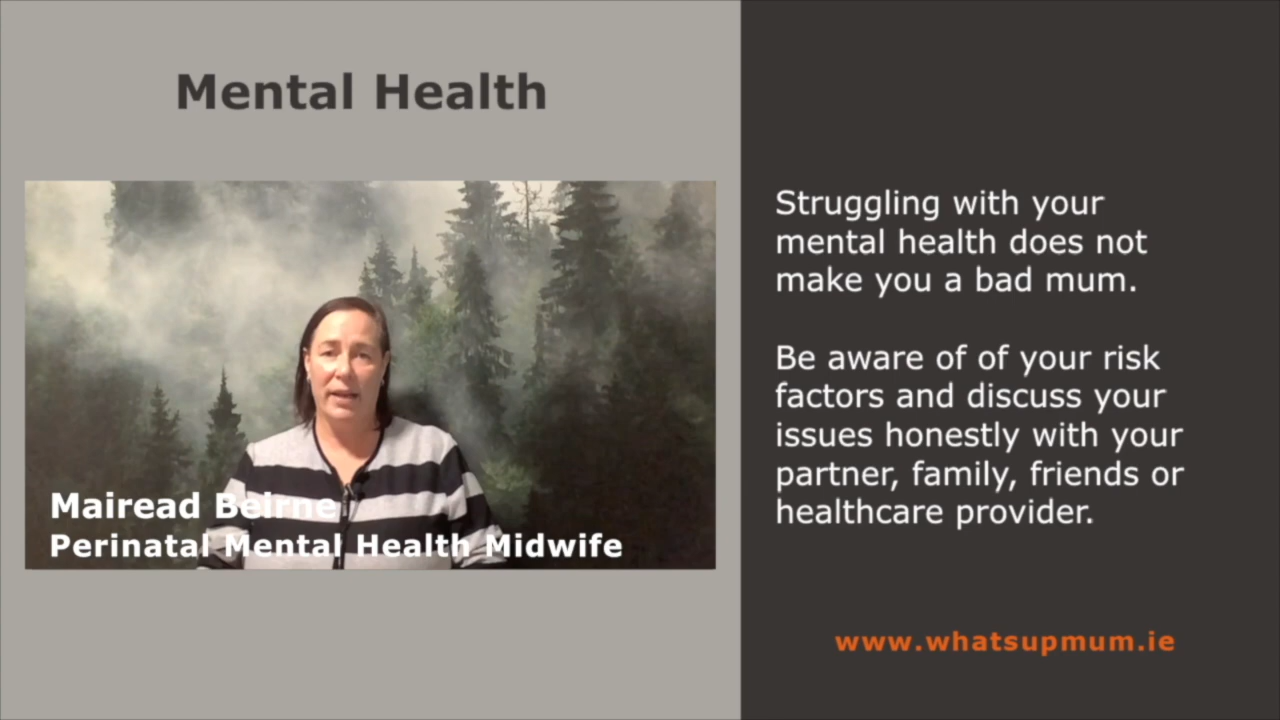 Mental Health
Mairead Beirne
Perinatal Mental Health Midwife
Struggling with your
mental health does not
make you a bad mum.
Be aware of of your risk
factors and discuss your
issues honestly with your
partner, family, friends or
healthcare provider.
www.whatsupmum.ie